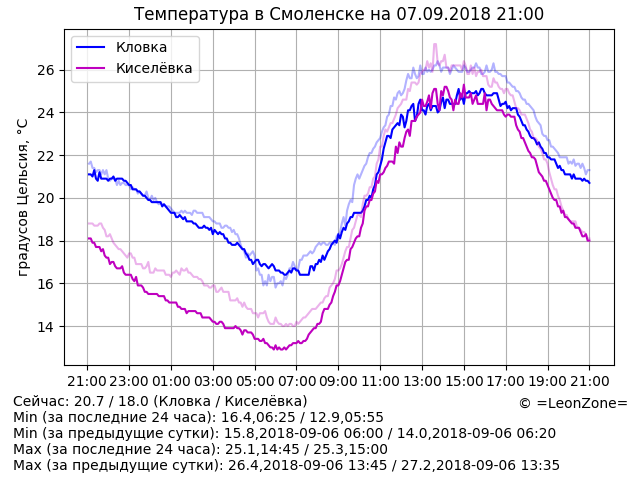 Температура в Смоленске на 07.09.2018 21:00
Кловка
Киселёвка
градусов Цельсия, °C
26
24
22
20
18
16
14
21:00 23:00 01:00 03:00 05:00 07:00 09:00 11:00 13:00 15:00 17:00 19:00 21:00
Сейчас: 20.7 / 18.0 (Кловка / Киселёвка)
© =LeonZone=
Min (за последние 24 часа): 16.4,06:25 / 12.9,05:55
Min (за предыдущие сутки): 15.8,2018-09-06 06:00 / 14.0,2018-09-06 06:20
Max (за последние 24 часа): 25.1,14:45 / 25.3,15:00
Max (за предыдущие сутки): 26.4,2018-09-06 13:45 / 27.2,2018-09-06 13:35